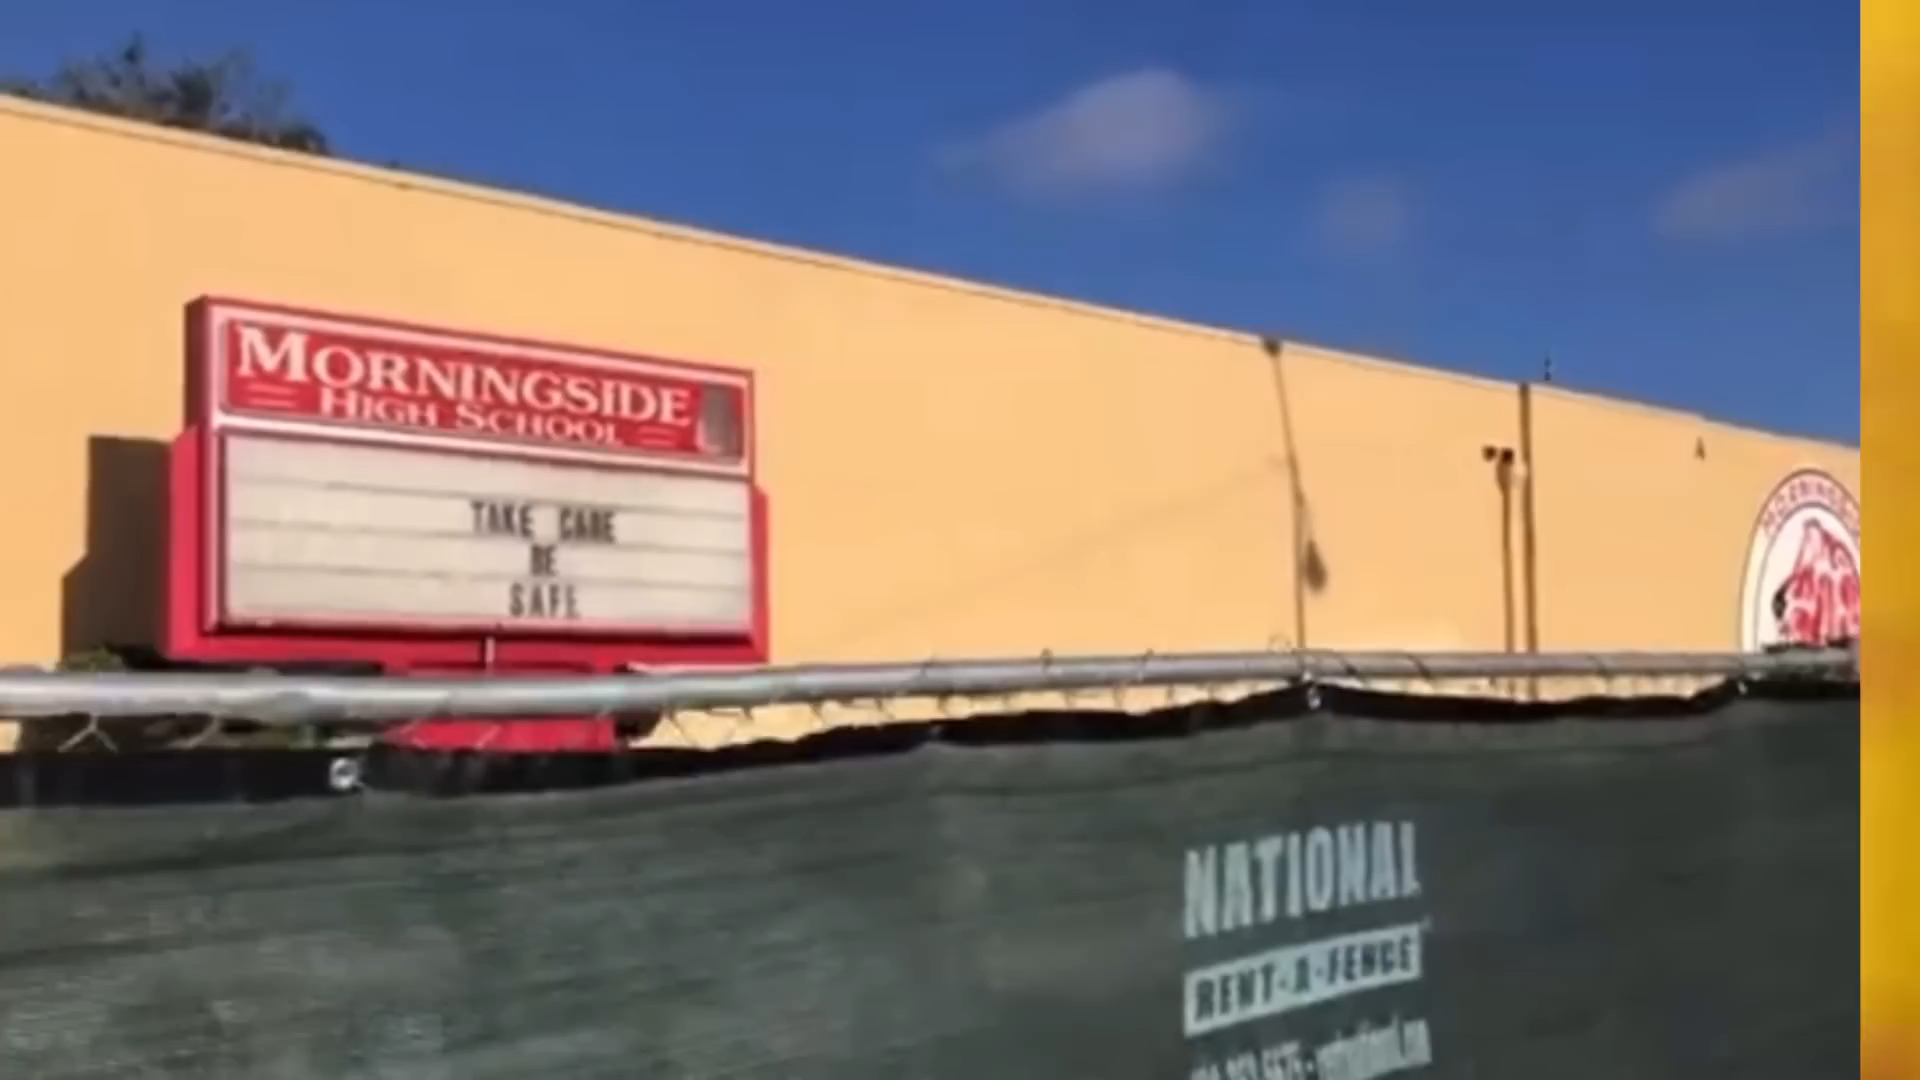 MORNINGSIDE
HIGH SCHOOL
TAKE CARE
BE
SAFE
NATIONAL
RENT-A-FENCE